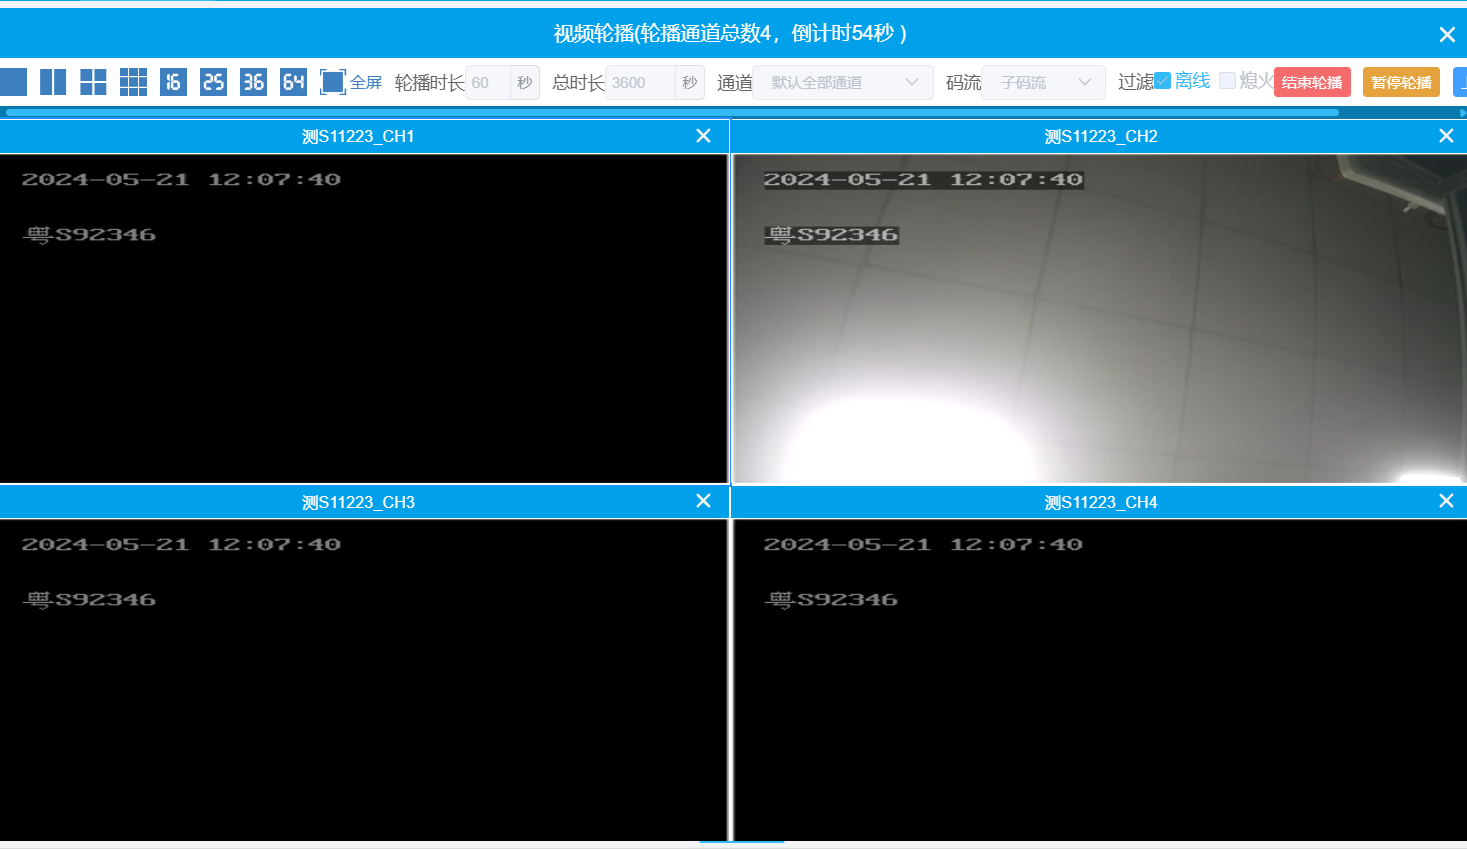 视频轮播(轮播通道总数4，倒计时54秒 )
16 25 36 64 全屏 轮播时长 60 秒 总时长 3600 秒 通道 默认全部通道 码流 子码流 过滤 离线 熄火 结束轮播 暂停轮播
测S11223_CH1
2024-05-21 12:07:40
粤S92346
测S11223_CH2
2024-05-21 12:07:40
粤S92346
测S11223_CH3
2024-05-21 12:07:40
粤S92346
测S11223_CH4
2024-05-21 12:07:40
粤S92346